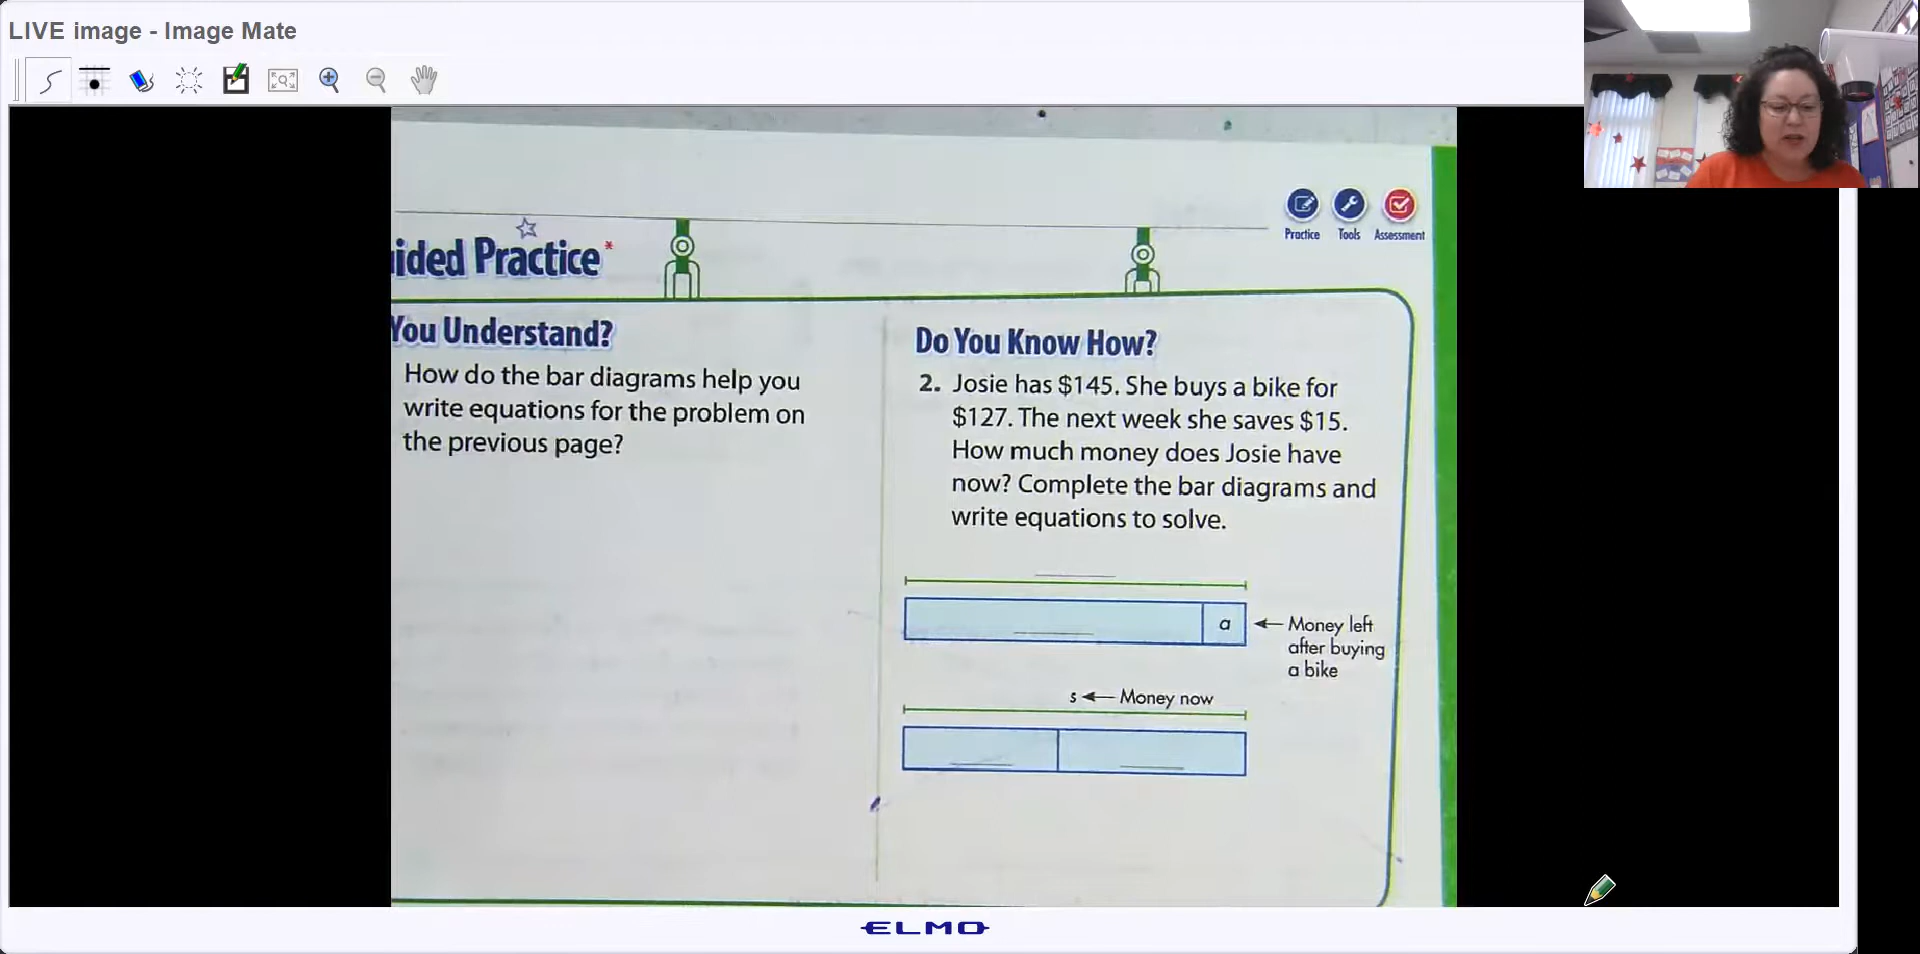 LIVE image - Image Mate
Practice Tools Assessment
ided Practice*
You Understand?
How do the bar diagrams help you
write equations for the problem on
the previous page?
Do You Know How?
2. Josie has $145. She buys a bike for
$127. The next week she saves $15.
How much money does Josie have
now? Complete the bar diagrams and
write equations to solve.
a ← Money left
after buying
a bike
s ← Money now
ELMO